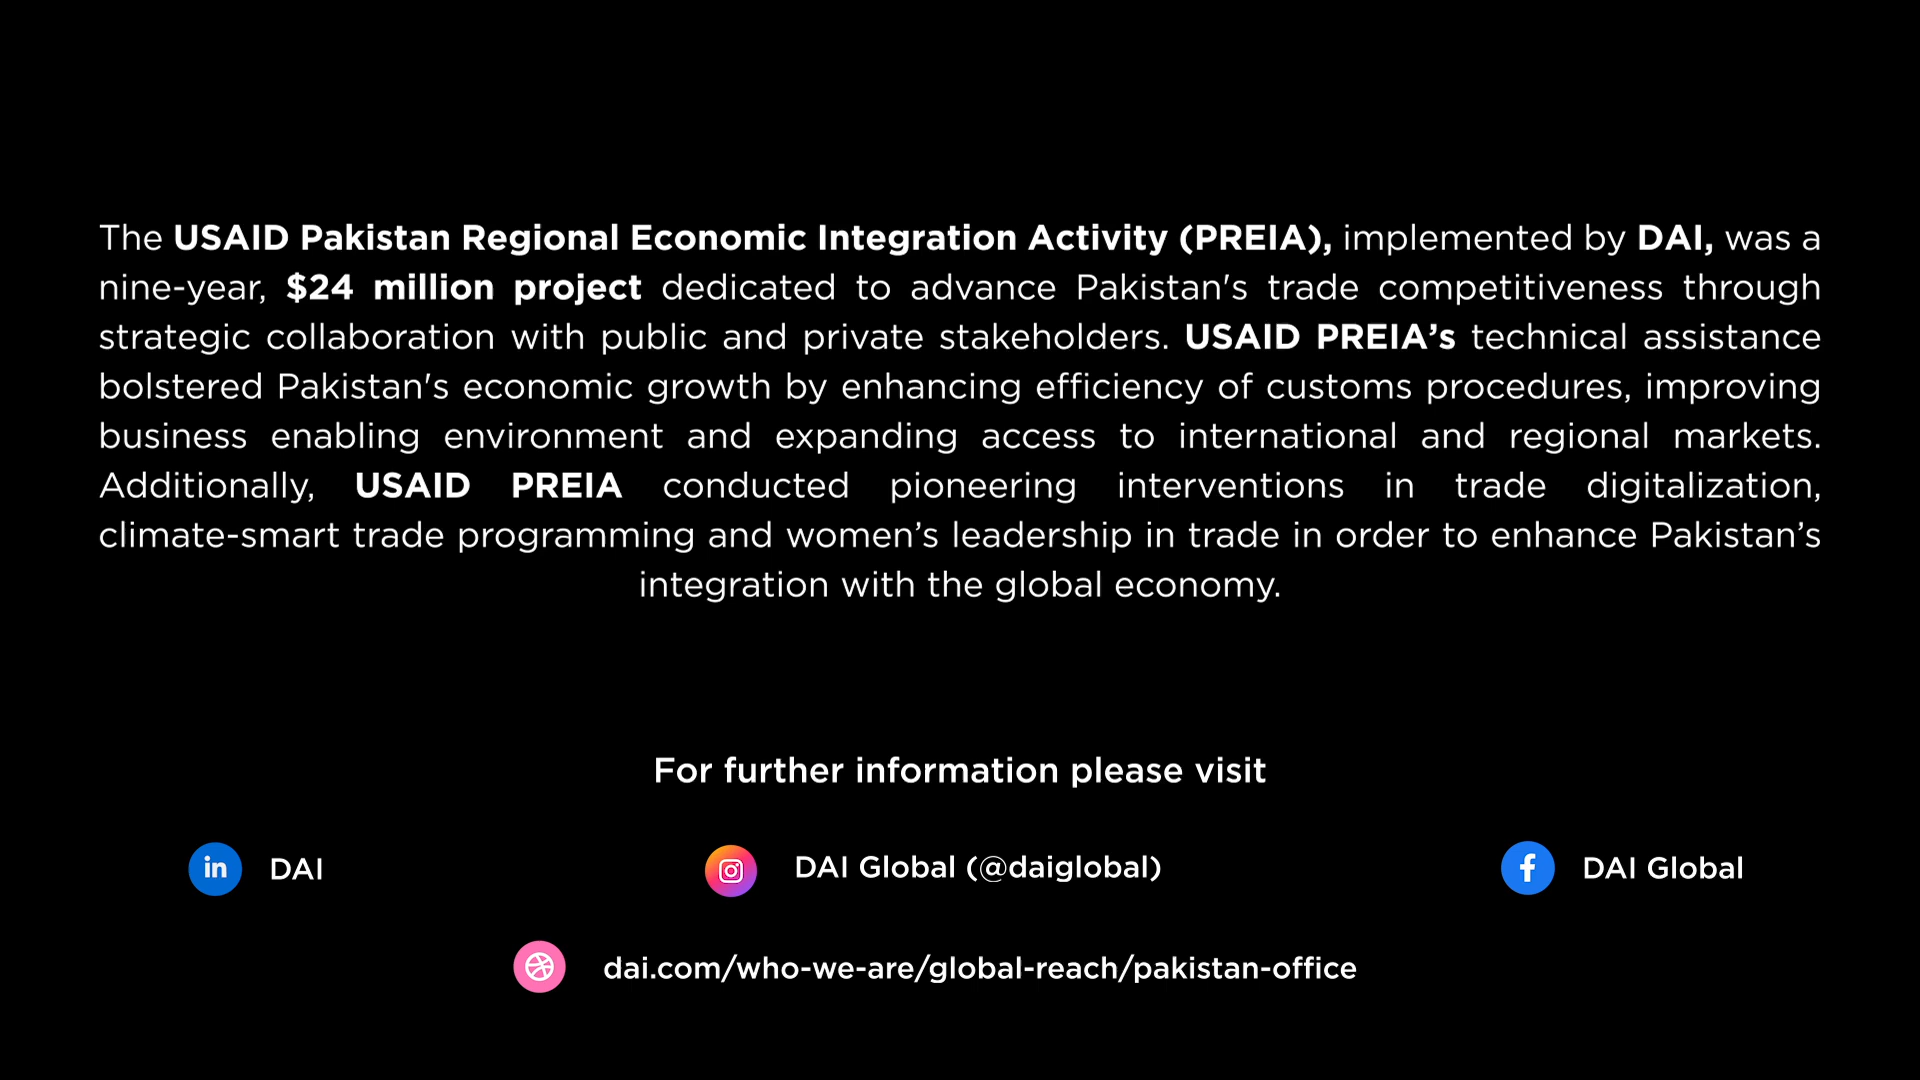 The USAID Pakistan Regional Economic Integration Activity (PREIA), implemented by DAI, was a
nine-year, $24 million project dedicated to advance Pakistan's trade competitiveness through
strategic collaboration with public and private stakeholders. USAID PREIA’s technical assistance
bolstered Pakistan's economic growth by enhancing efficiency of customs procedures, improving
business enabling environment and expanding access to international and regional markets.
Additionally, USAID PREIA conducted pioneering interventions in trade digitalization,
climate-smart trade programming and women’s leadership in trade in order to enhance Pakistan’s
integration with the global economy.
For further information please visit
in DAI
DAI Global (@daiglobal)
f DAI Global
dai.com/who-we-are/global-reach/pakistan-office